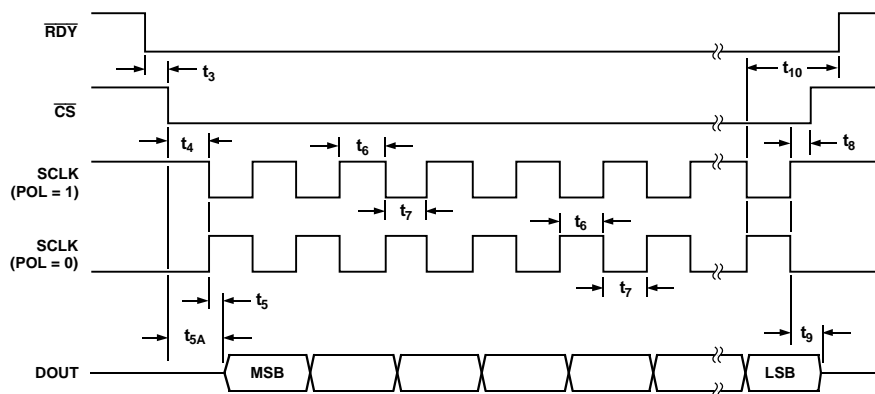 RDY
t3
t10
CS
t4
t6
t8
SCLK
(POL = 1)
t7
t6
SCLK
(POL = 0)
t7
t5
t5A
t9
DOUT
MSB
LSB